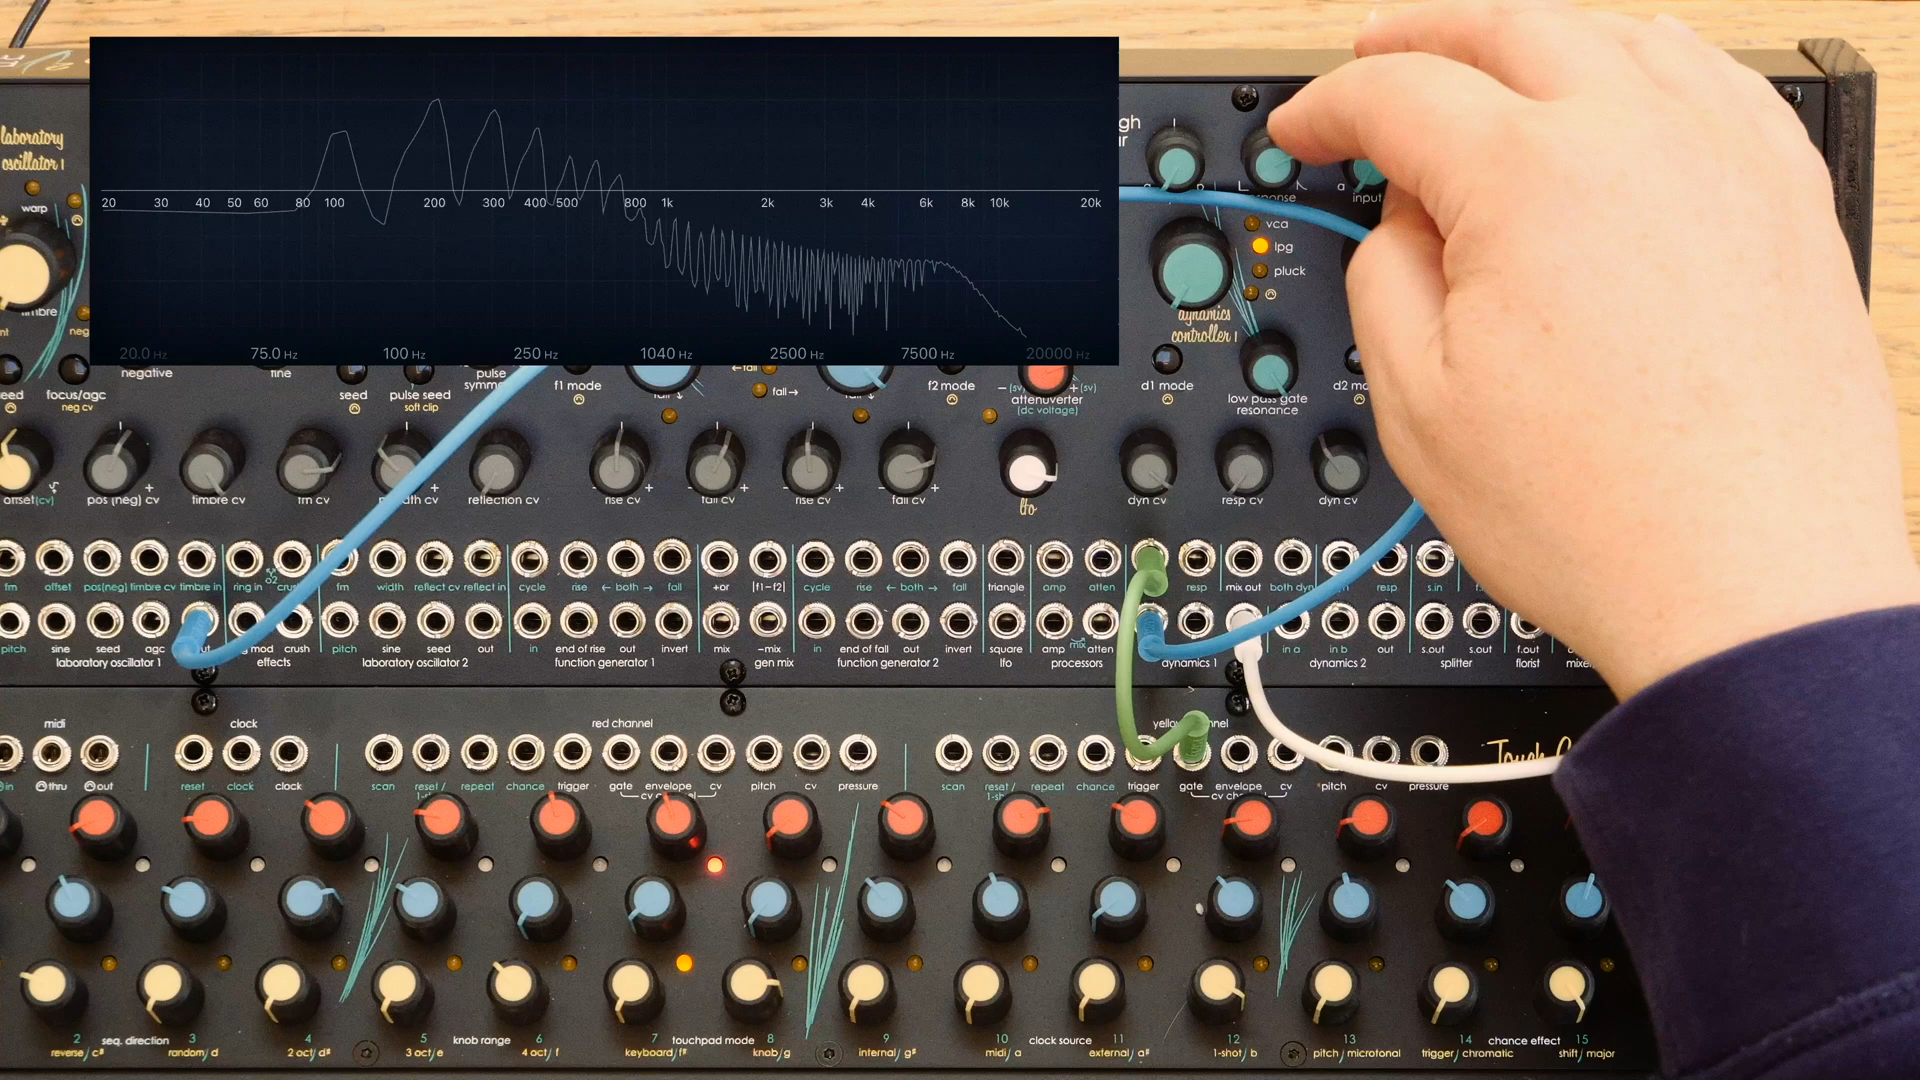 laboratory
oscillator 1
warp
timbre
20 30 40 50 60 80 100 200 300 400 500 800 1k 2k 3k 4k 6k 8k 10k 20k
20.0 Hz 75.0 Hz 100 Hz 250 Hz 1040 Hz 2500 Hz 7500 Hz 20000 Hz
input
vca
lpg
pluck
dynamics
controller 1
negative
fine
pulse
f1 mode
fall
fall→
f2 mode
− (5v) + (5v)
attenuverter
(dc voltage)
d1 mode
low pass gate
resonance
focus/agc
neg cv
seed
pulse seed
soft clip
offset(cv) pos (neg) cv + timbre cv fm cv reflection cv
− rise cv + − fall cv + − rise cv + − fall cv +
lfo
dyn cv resp cv dyn cv
fm offset pos(neg) timbre cv timbre in ring in fm width reflect cv reflect in cycle rise ← both → fall +or |f1−f2| cycle rise ← both → fall triangle amp atten resp mix out both dyn resp s.in
pitch sine seed agc crush pitch sine seed out in end of rise out invert mix −mix in end of fall out invert square amp mix atten in a in b out s.out s.out f.out
laboratory oscillator 1 effects laboratory oscillator 2 function generator 1 gen mix function generator 2 lfo processors dynamics 1 dynamics 2 splitter florist
midi clock red channel
in thru out reset clock clock scan reset / repeat chance trigger gate envelope cv pitch cv pressure scan reset / repeat chance trigger gate envelope cv pitch cv pressure
cv channel
2 seq. direction 3 4 5 knob range 6 7 touchpad mode 8 9 10 clock source 11 12 13 14 chance effect 15
reverse / c# random / d 2 oct / d# 3 oct / e 4 oct / f keyboard / f# knob / g internal / g# midi / a external / a# 1-shot / b pitch / microtonal trigger / chromatic shift / major